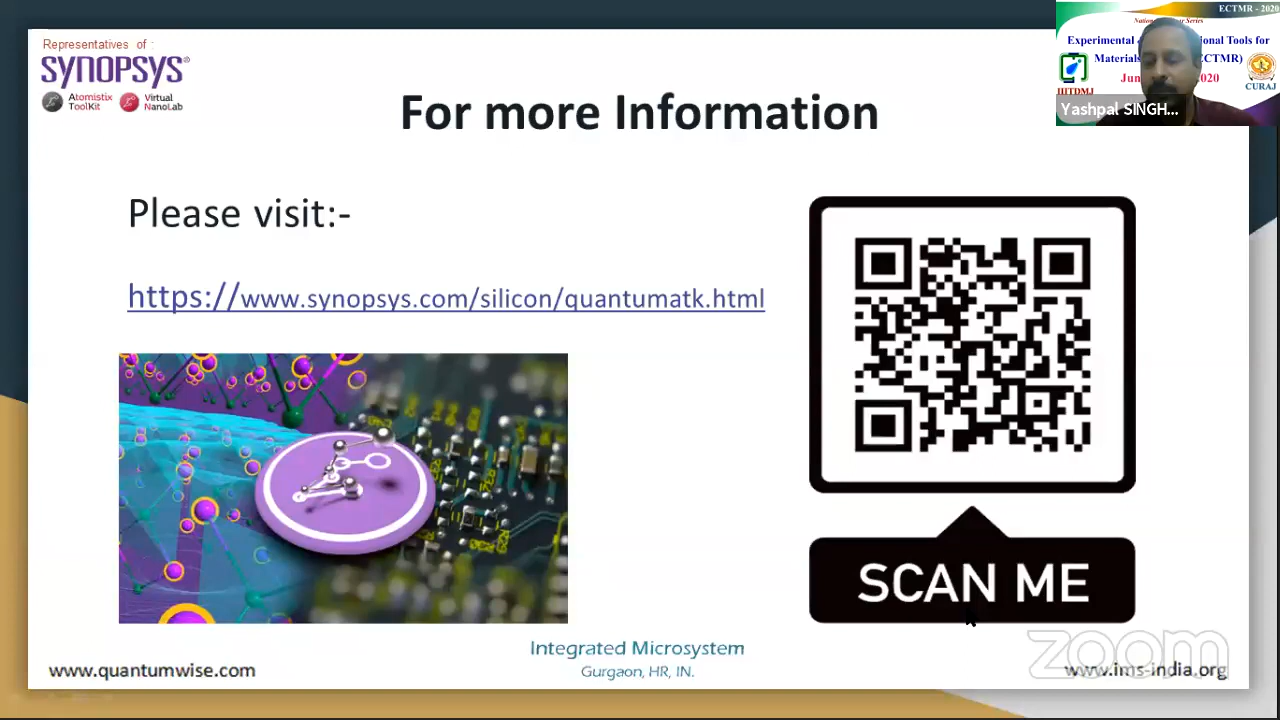 Representatives of :
SYNOPSYS®
Atomistix ToolKit
Virtual NanoLab
For more Information
Please visit:-
https://www.synopsys.com/silicon/quantumatk.html
SCAN ME
Integrated Microsystem
Gurgaon, HR, IN.
www.quantumwise.com
www.ims-india.org
zoom
ECTMR - 2020
Experimental
ional Tools for
Materials
ECTMR)
2020
IIITDMJ
CURAJ
Yashpal SINGH...